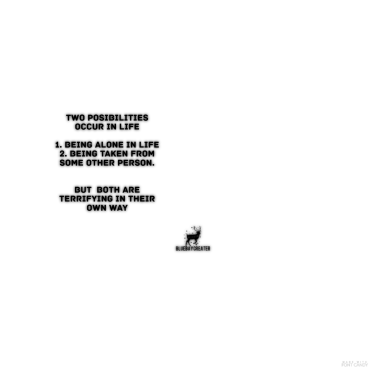 TWO POSIBILITIES
OCCUR IN LIFE
1. BEING ALONE IN LIFE
2. BEING TAKEN FROM
SOME OTHER PERSON.
BUT BOTH ARE
TERRIFYING IN THEIR
OWN WAY